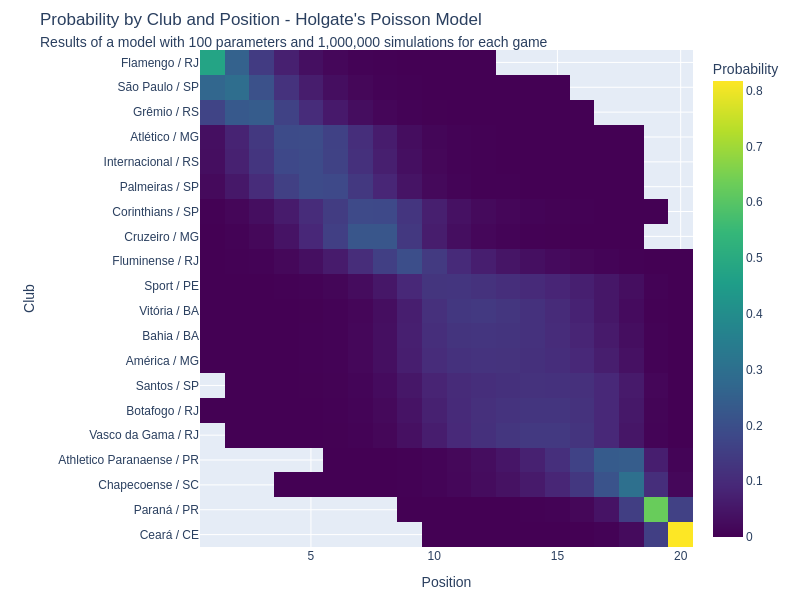 Probability by Club and Position - Holgate's Poisson Model
Results of a model with 100 parameters and 1,000,000 simulations for each game
Probability
Flamengo / RJ
São Paulo / SP
Grêmio / RS
Atlético / MG
Internacional / RS
Palmeiras / SP
Corinthians / SP
Cruzeiro / MG
Fluminense / RJ
Sport / PE
Vitória / BA
Bahia / BA
América / MG
Santos / SP
Botafogo / RJ
Vasco da Gama / RJ
Athletico Paranaense / PR
Chapecoense / SC
Paraná / PR
Ceará / CE
Club
5
10
15
20
Position
0.8
0.7
0.6
0.5
0.4
0.3
0.2
0.1
0